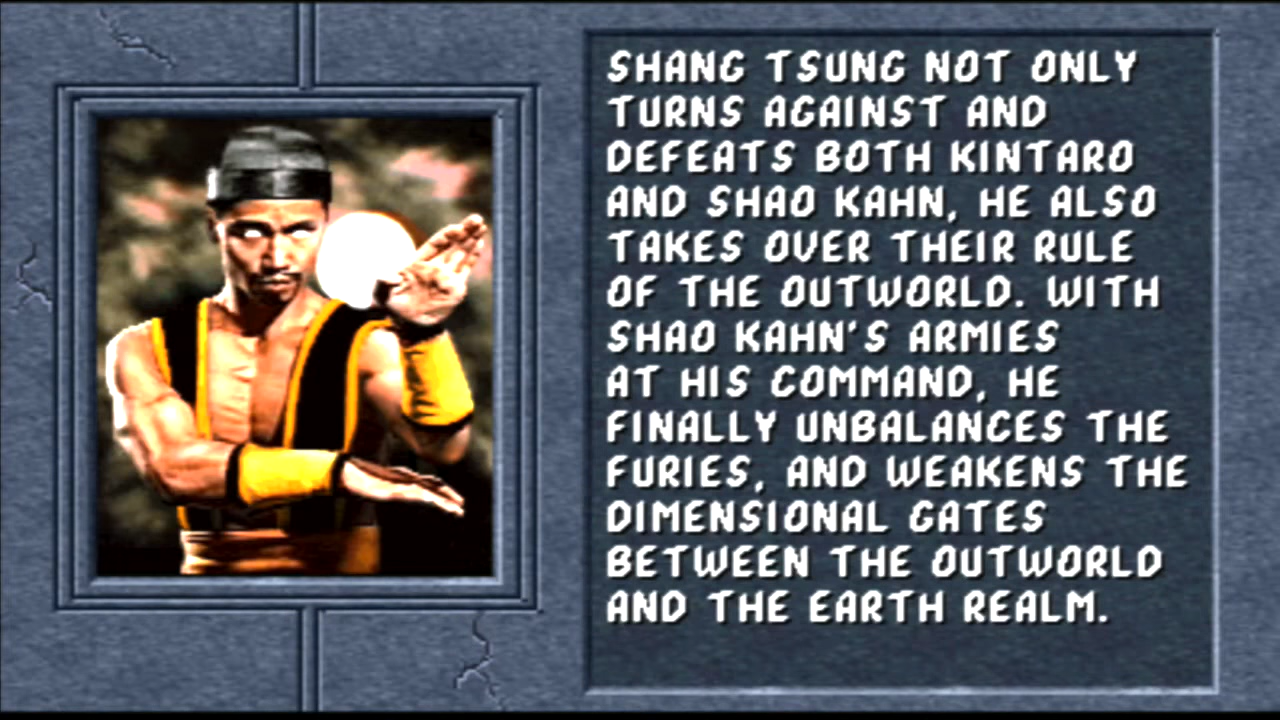 SHANG TSUNG NOT ONLY
TURNS AGAINST AND
DEFEATS BOTH KINTARO
AND SHAO KAHN, HE ALSO
TAKES OVER THEIR RULE
OF THE OUTWORLD. WITH
SHAO KAHN'S ARMIES
AT HIS COMMAND, HE
FINALLY UNBALANCES THE
FURIES, AND WEAKENS THE
DIMENSIONAL GATES
BETWEEN THE OUTWORLD
AND THE EARTH REALM.